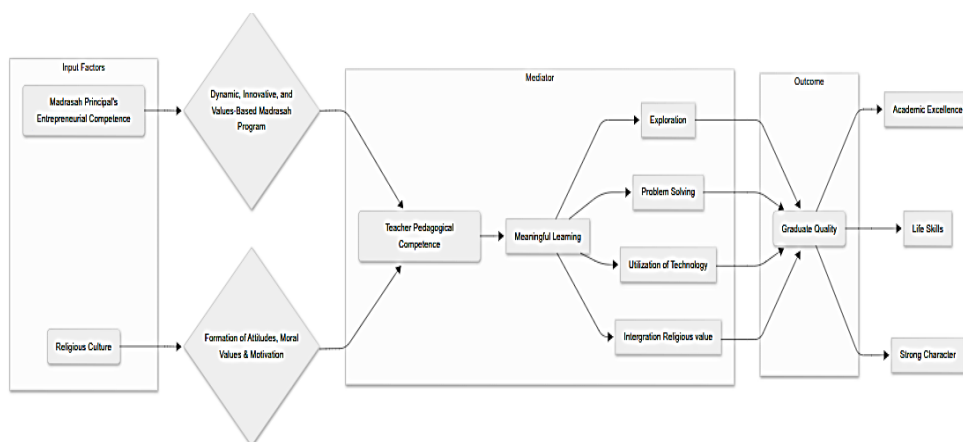 Input Factors
Madrasah Principal's
Entrepreneurial Competence
Religious Culture
Dynamic, Innovative, and
Values-Based Madrasah
Program
Formation of Attitudes, Moral
Values & Motivation
Mediator
Teacher Pedagogical
Competence
Meaningful Learning
Exploration
Problem Solving
Utilization of Technology
Intergration Religious value
Outcome
Graduate Quality
Academic Excellence
Life Skills
Strong Character